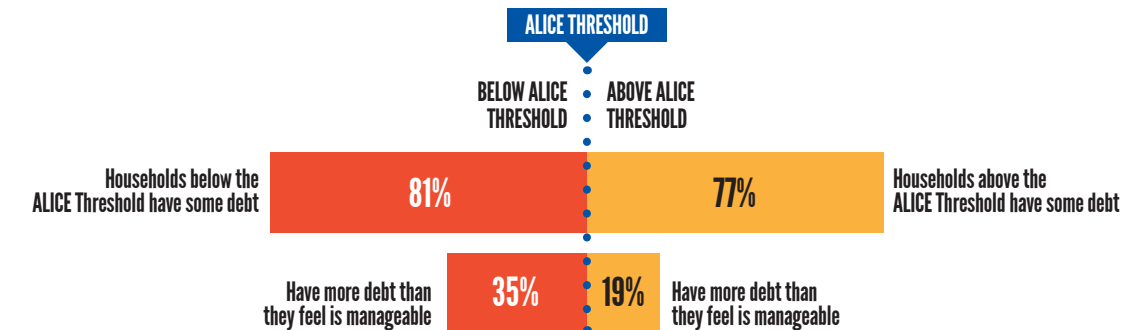 ALICE THRESHOLD
BELOW ALICE
THRESHOLD
ABOVE ALICE
THRESHOLD
Households below the
ALICE Threshold have some debt
81%
77%
Households above the
ALICE Threshold have some debt
Have more debt than
they feel is manageable
35%
19%
Have more debt than
they feel is manageable